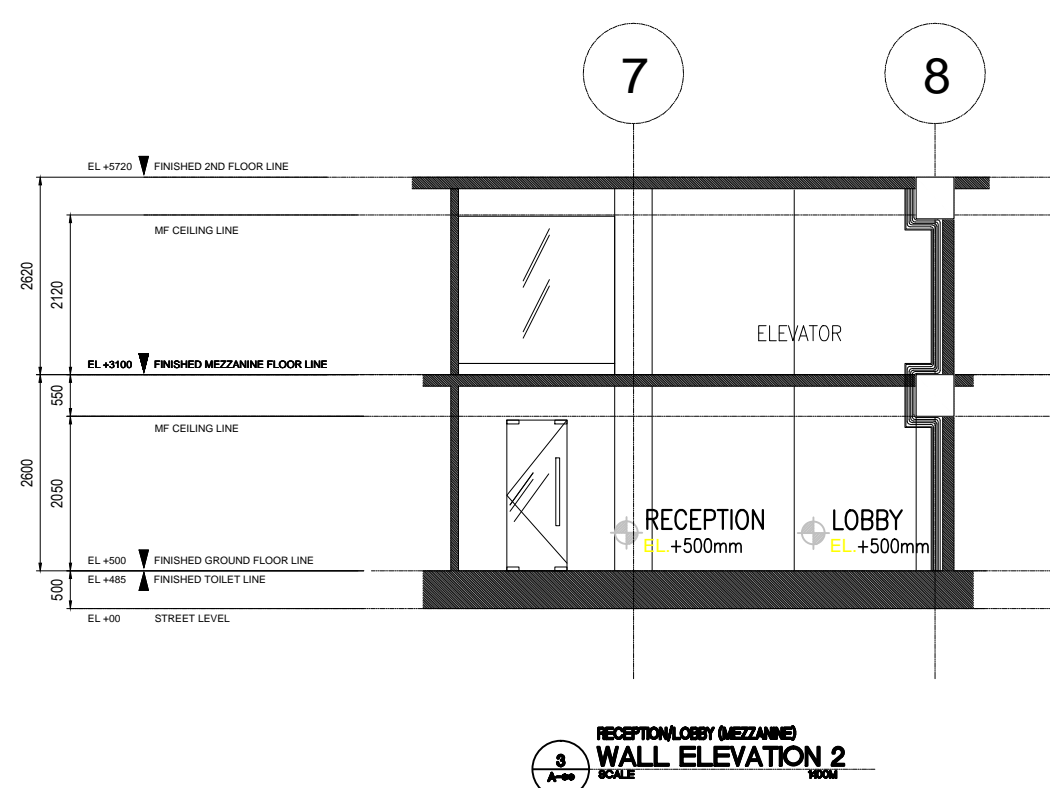 7
8
EL +5720 FINISHED 2ND FLOOR LINE
MF CEILING LINE
2620
2120
ELEVATOR
EL +3100 FINISHED MEZZANINE FLOOR LINE
550
MF CEILING LINE
2600
2050
RECEPTION
EL.+500mm
LOBBY
EL.+500mm
EL +500 FINISHED GROUND FLOOR LINE
EL +485 FINISHED TOILET LINE
500
EL +00 STREET LEVEL
RECEPTION/LOBBY (MEZZANINE)
3
WALL ELEVATION 2
SCALE